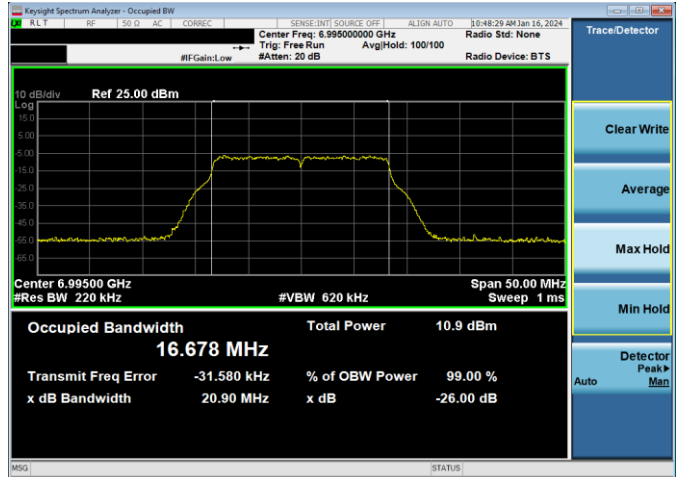 Keysight Spectrum Analyzer - Occupied BW
RLT RF 50 Ω AC CORREC SENSE:INT SOURCE OFF ALIGN AUTO 10:48:29 AM Jan 16, 2024
Center Freq: 6.995000000 GHz Radio Std: None
Trig: Free Run Avg|Hold: 100/100
#IFGain:Low #Atten: 20 dB Radio Device: BTS
Trace/Detector
10 dB/div Ref 25.00 dBm
Log
15.0
5.00
-5.00
-15.0
-25.0
-35.0
-45.0
-55.0
-65.0
Center 6.99500 GHz Span 50.00 MHz
#Res BW 220 kHz #VBW 620 kHz Sweep 1 ms
Occupied Bandwidth Total Power 10.9 dBm
16.678 MHz
Transmit Freq Error -31.580 kHz % of OBW Power 99.00 %
x dB Bandwidth 20.90 MHz x dB -26.00 dB
Clear Write
Average
Max Hold
Min Hold
Detector
Peak▶
Auto Man
MSG STATUS